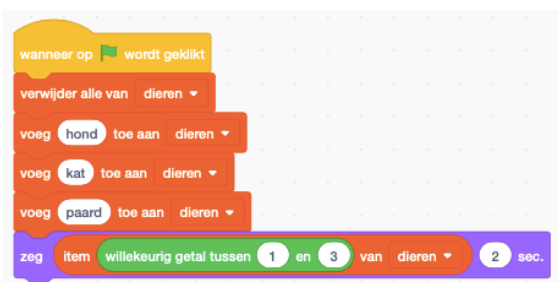 wanneer op wordt geklikt
verwijder alle van dieren
voeg hond toe aan dieren
voeg kat toe aan dieren
voeg paard toe aan dieren
zeg item willekeurig getal tussen 1 en 3 van dieren 2 sec.